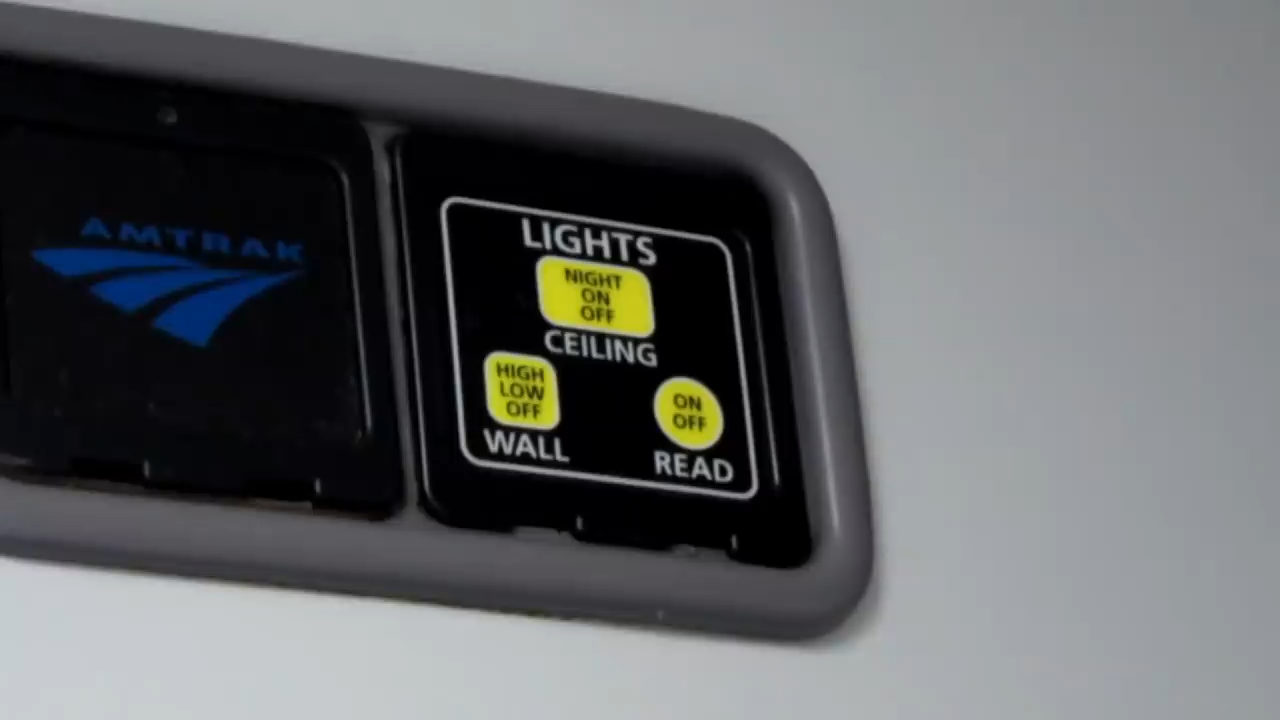 AMTRAK
LIGHTS
NIGHT
ON
OFF
CEILING
HIGH
LOW
OFF
WALL
ON
OFF
READ